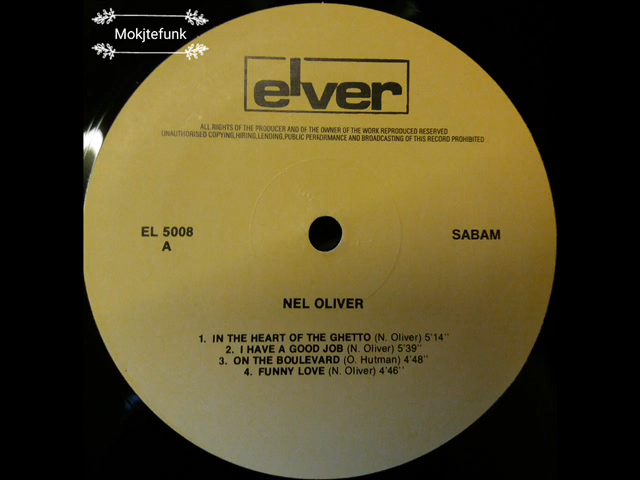 Mokjtefunk
elver
ALL RIGHTS OF THE PRODUCER AND OF THE OWNER OF THE WORK REPRODUCED RESERVED
UNAUTHORISED COPYING,HIRING,LENDING,PUBLIC PERFORMANCE AND BROADCASTING OF THIS RECORD PROHIBITED
EL 5008
A
SABAM
NEL OLIVER
1. IN THE HEART OF THE GHETTO (N. Oliver) 5'14''
2. I HAVE A GOOD JOB (N. Oliver) 5'39''
3. ON THE BOULEVARD (O. Hutman) 4'48''
4. FUNNY LOVE (N. Oliver) 4'46''